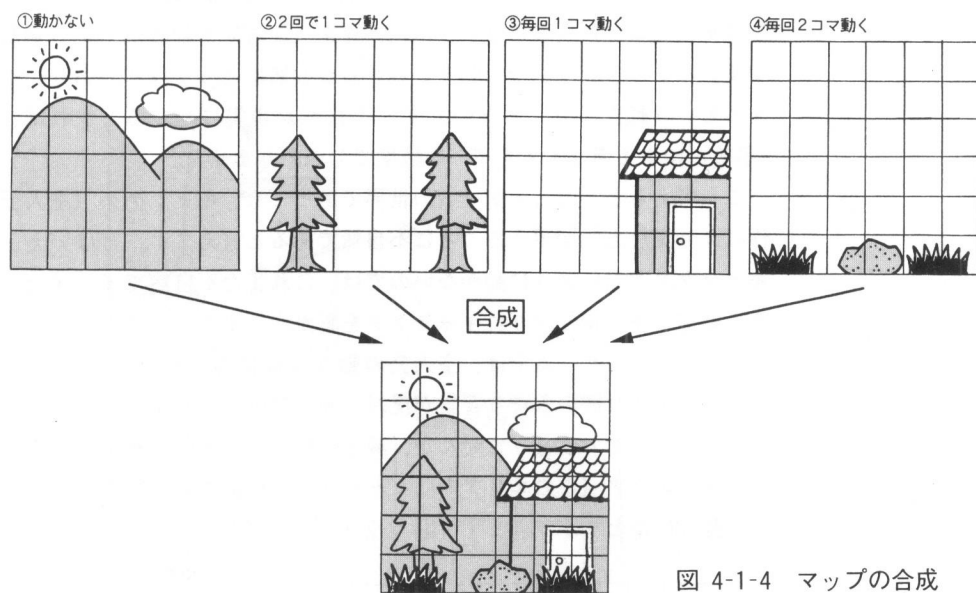 ①動かない
②2回で1コマ動く
③毎回1コマ動く
④毎回2コマ動く
合成
図 4-1-4 マップの合成